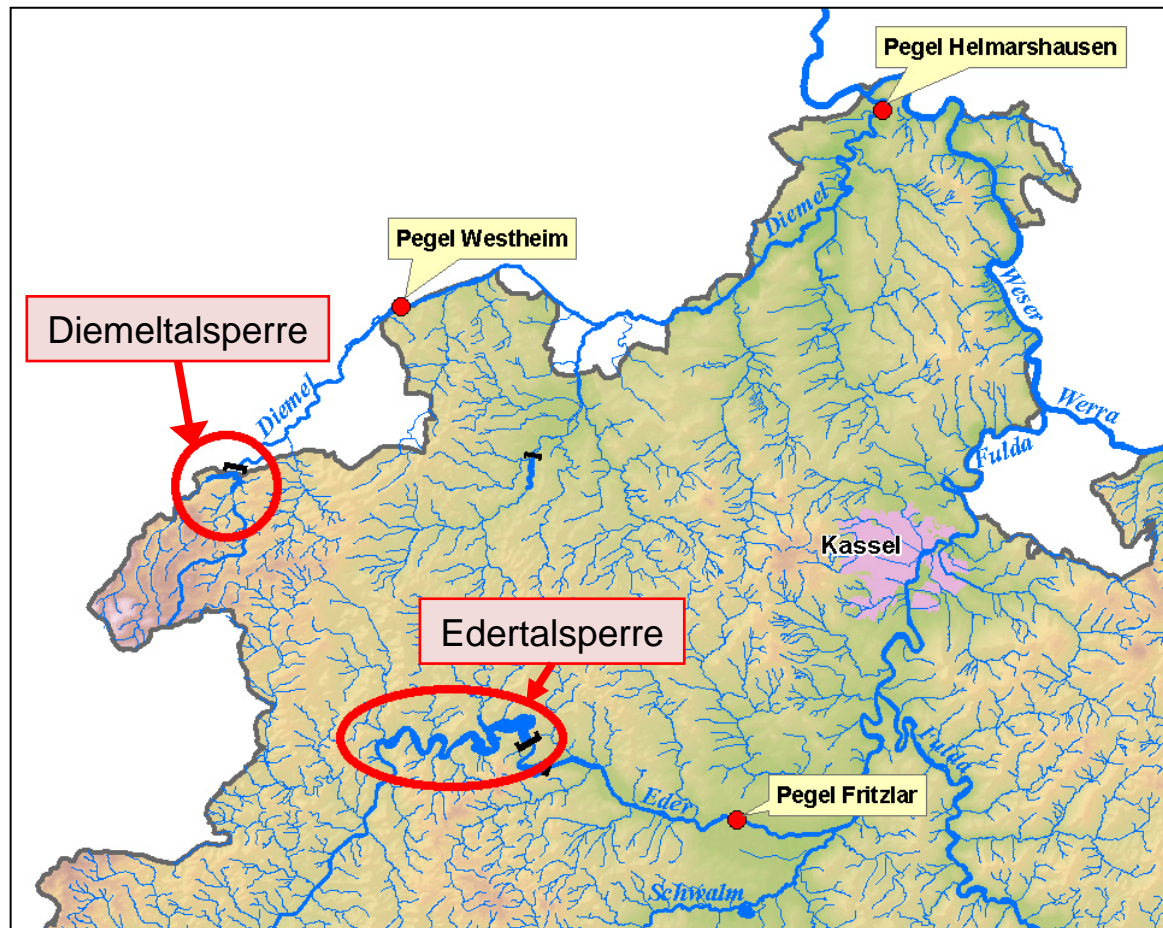 Pegel Helmarshausen
Diemel
Pegel Westheim
Weser
Diemeltalsperre
Diemel
Werra
Fulda
Kassel
Edertalsperre
Fulda
Pegel Fritzlar
Eder
Schwalm